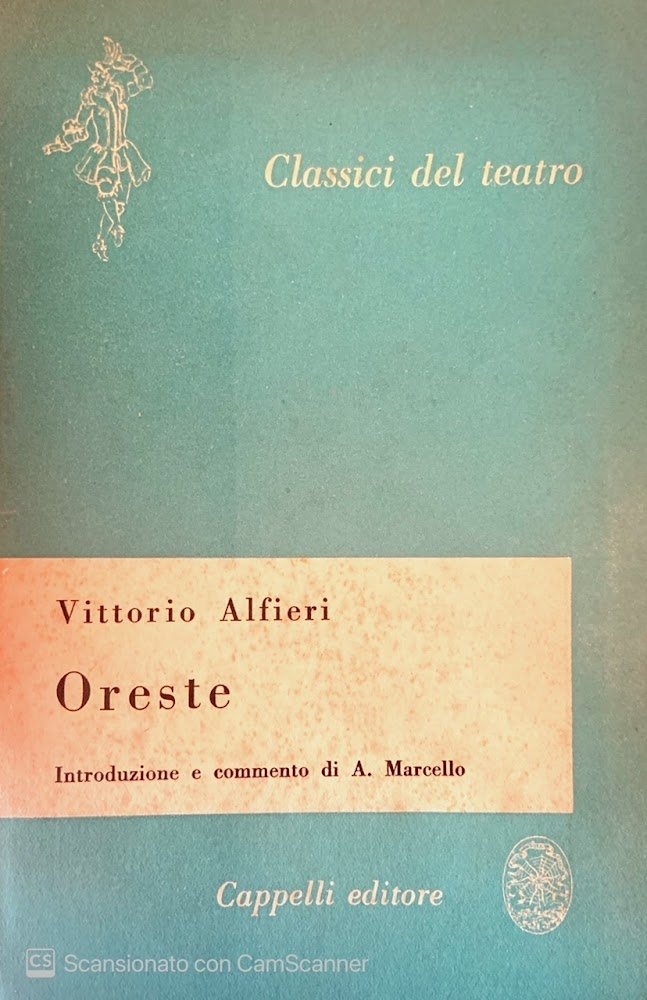 Classici del teatro
Vittorio Alfieri
Oreste
Introduzione e commento di A. Marcello
Cappelli editore
CS Scansionato con CamScanner